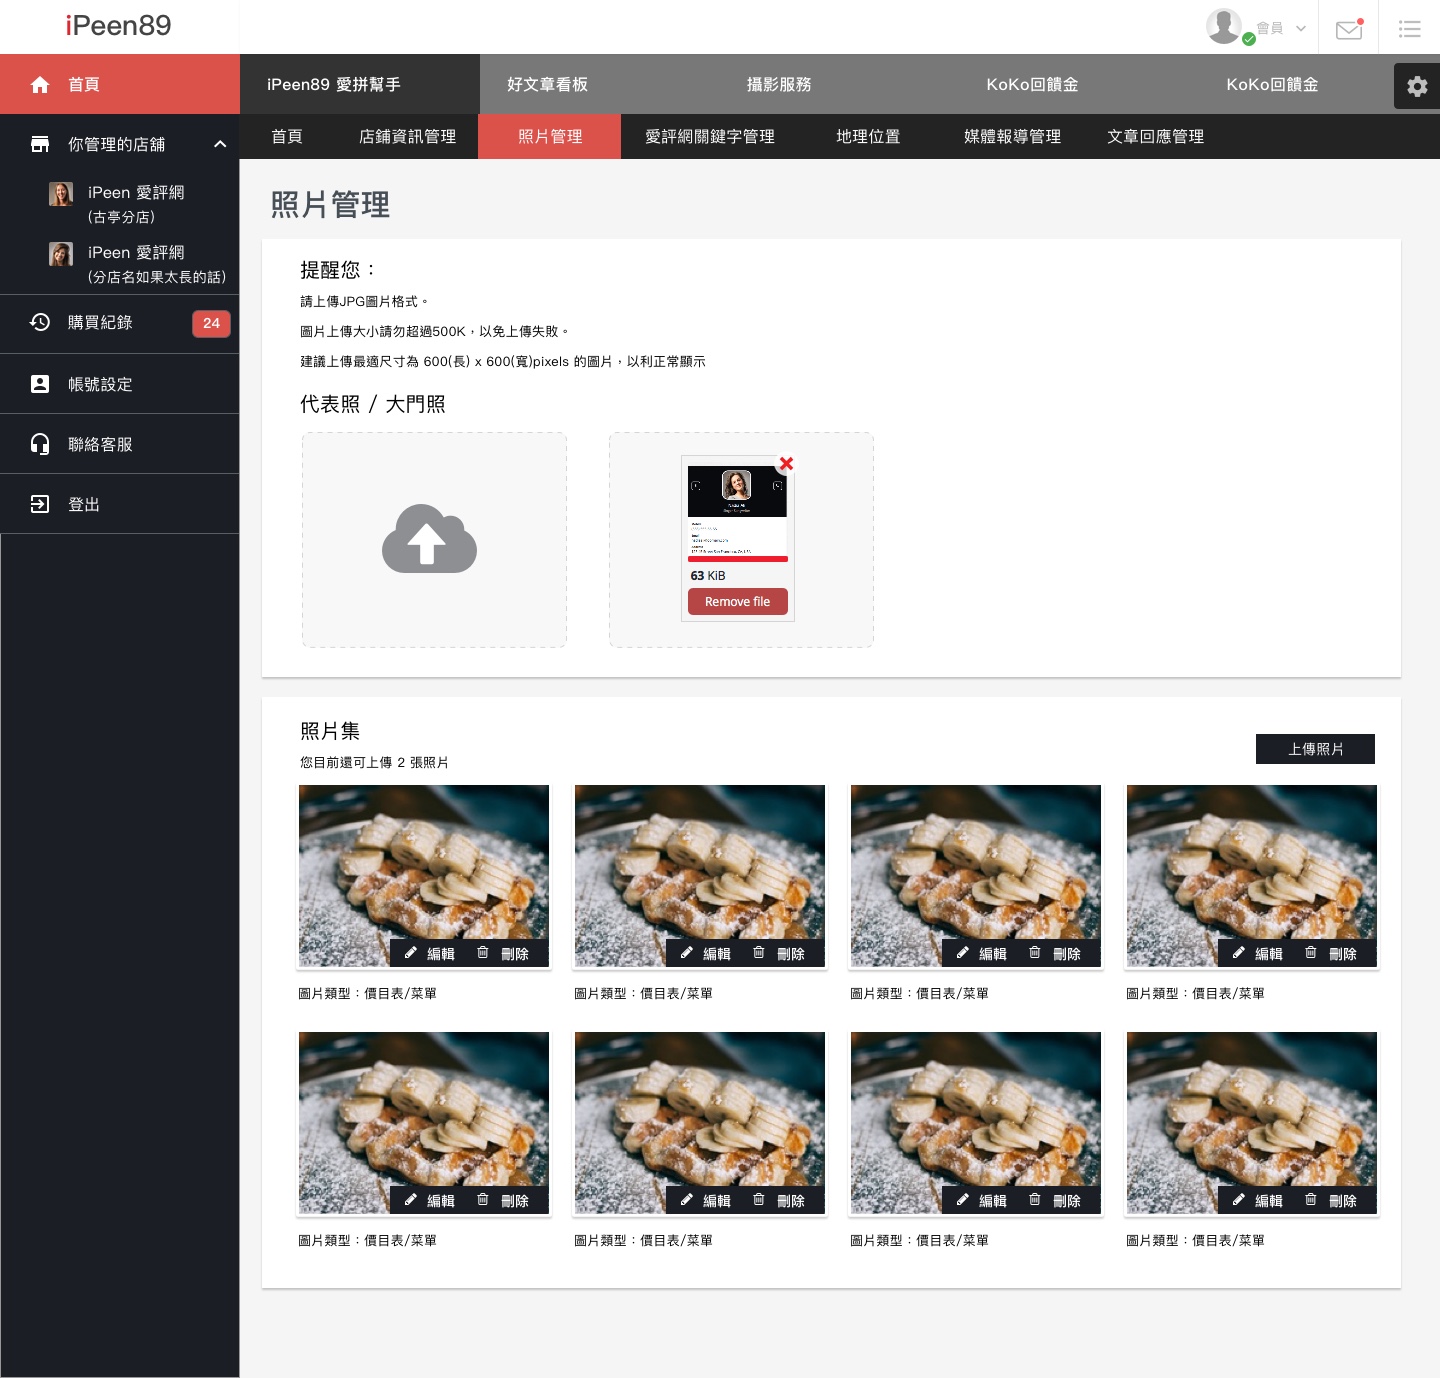 iPeen89
會員
首頁
iPeen89 愛拼幫手
好文章看板
攝影服務
KoKo回饋金
KoKo回饋金
首頁
店鋪資訊管理
照片管理
愛評網關鍵字管理
地理位置
媒體報導管理
文章回應管理
你管理的店舖
iPeen 愛評網
(古亭分店)
iPeen 愛評網
(分店名如果太長的話)
購買紀錄
24
帳號設定
聯絡客服
登出
照片管理
提醒您：
請上傳JPG圖片格式。
圖片上傳大小請勿超過500K，以免上傳失敗。
建議上傳最適尺寸為 600(長) x 600(寬)pixels 的圖片，以利正常顯示
代表照 / 大門照
63 KiB
Remove file
照片集
您目前還可上傳 2 張照片
上傳照片
編輯 刪除
編輯 刪除
編輯 刪除
編輯 刪除
圖片類型：價目表/菜單
圖片類型：價目表/菜單
圖片類型：價目表/菜單
圖片類型：價目表/菜單
編輯 刪除
編輯 刪除
編輯 刪除
編輯 刪除
圖片類型：價目表/菜單
圖片類型：價目表/菜單
圖片類型：價目表/菜單
圖片類型：價目表/菜單